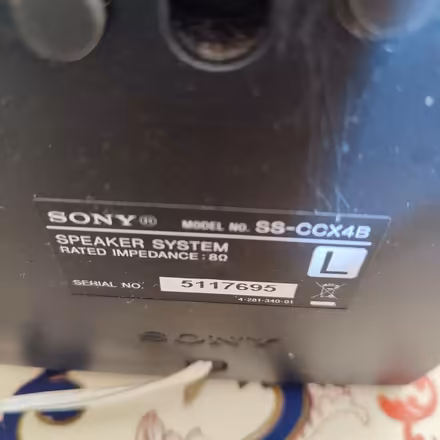 SONY® MODEL NO. SS-CCX4B
SPEAKER SYSTEM
RATED IMPEDANCE : 8Ω
L
SERIAL NO. 5117695
4-281-340-01
SONY